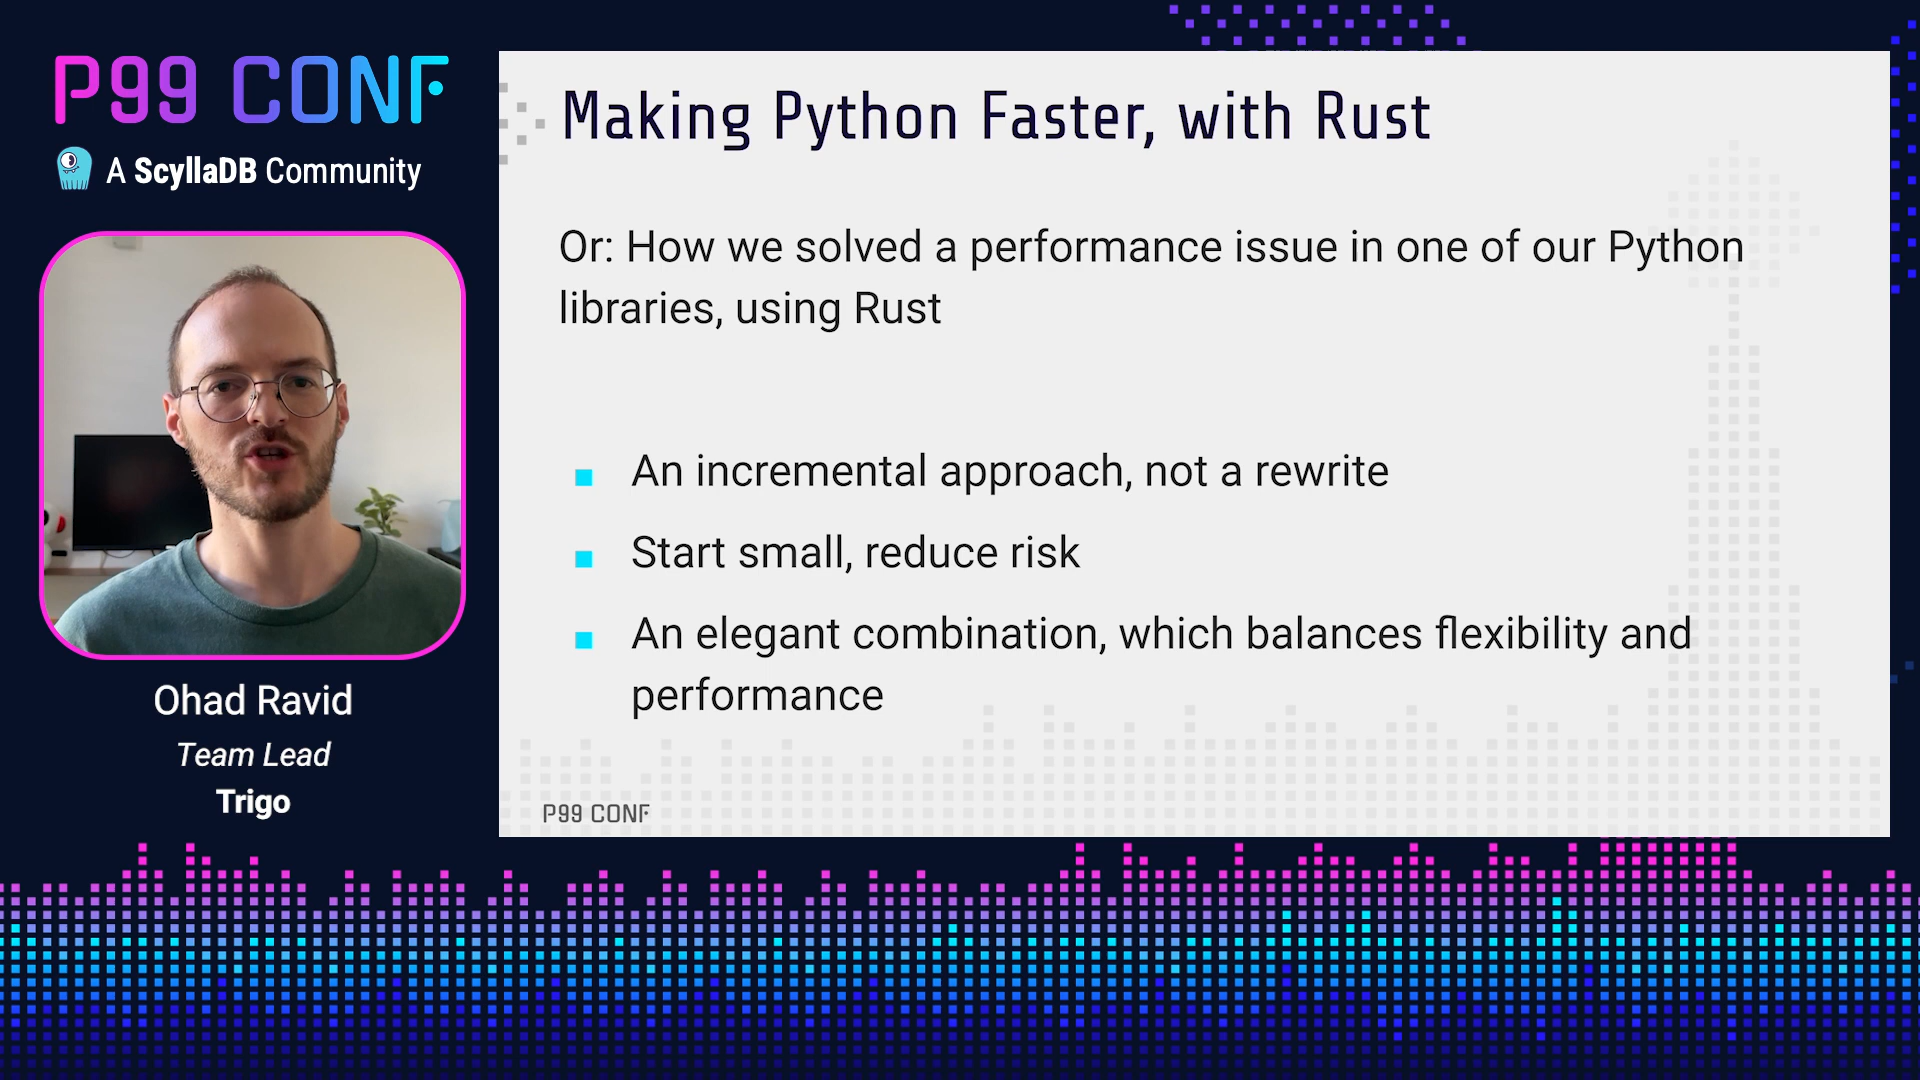 P99 CONF
A ScyllaDB Community
Ohad Ravid
Team Lead
Trigo
Making Python Faster, with Rust
Or: How we solved a performance issue in one of our Python
libraries, using Rust
An incremental approach, not a rewrite
Start small, reduce risk
An elegant combination, which balances flexibility and
performance
P99 CONF